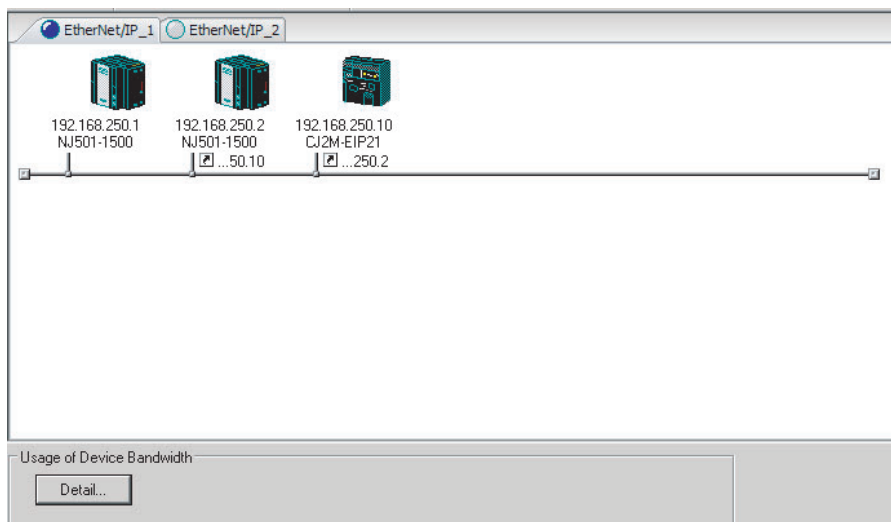 EtherNet/IP_1 EtherNet/IP_2
192.168.250.1 192.168.250.2 192.168.250.10
NJ501-1500 NJ501-1500 CJ2M-EIP21
...50.10 ...250.2
Usage of Device Bandwidth
Detail...